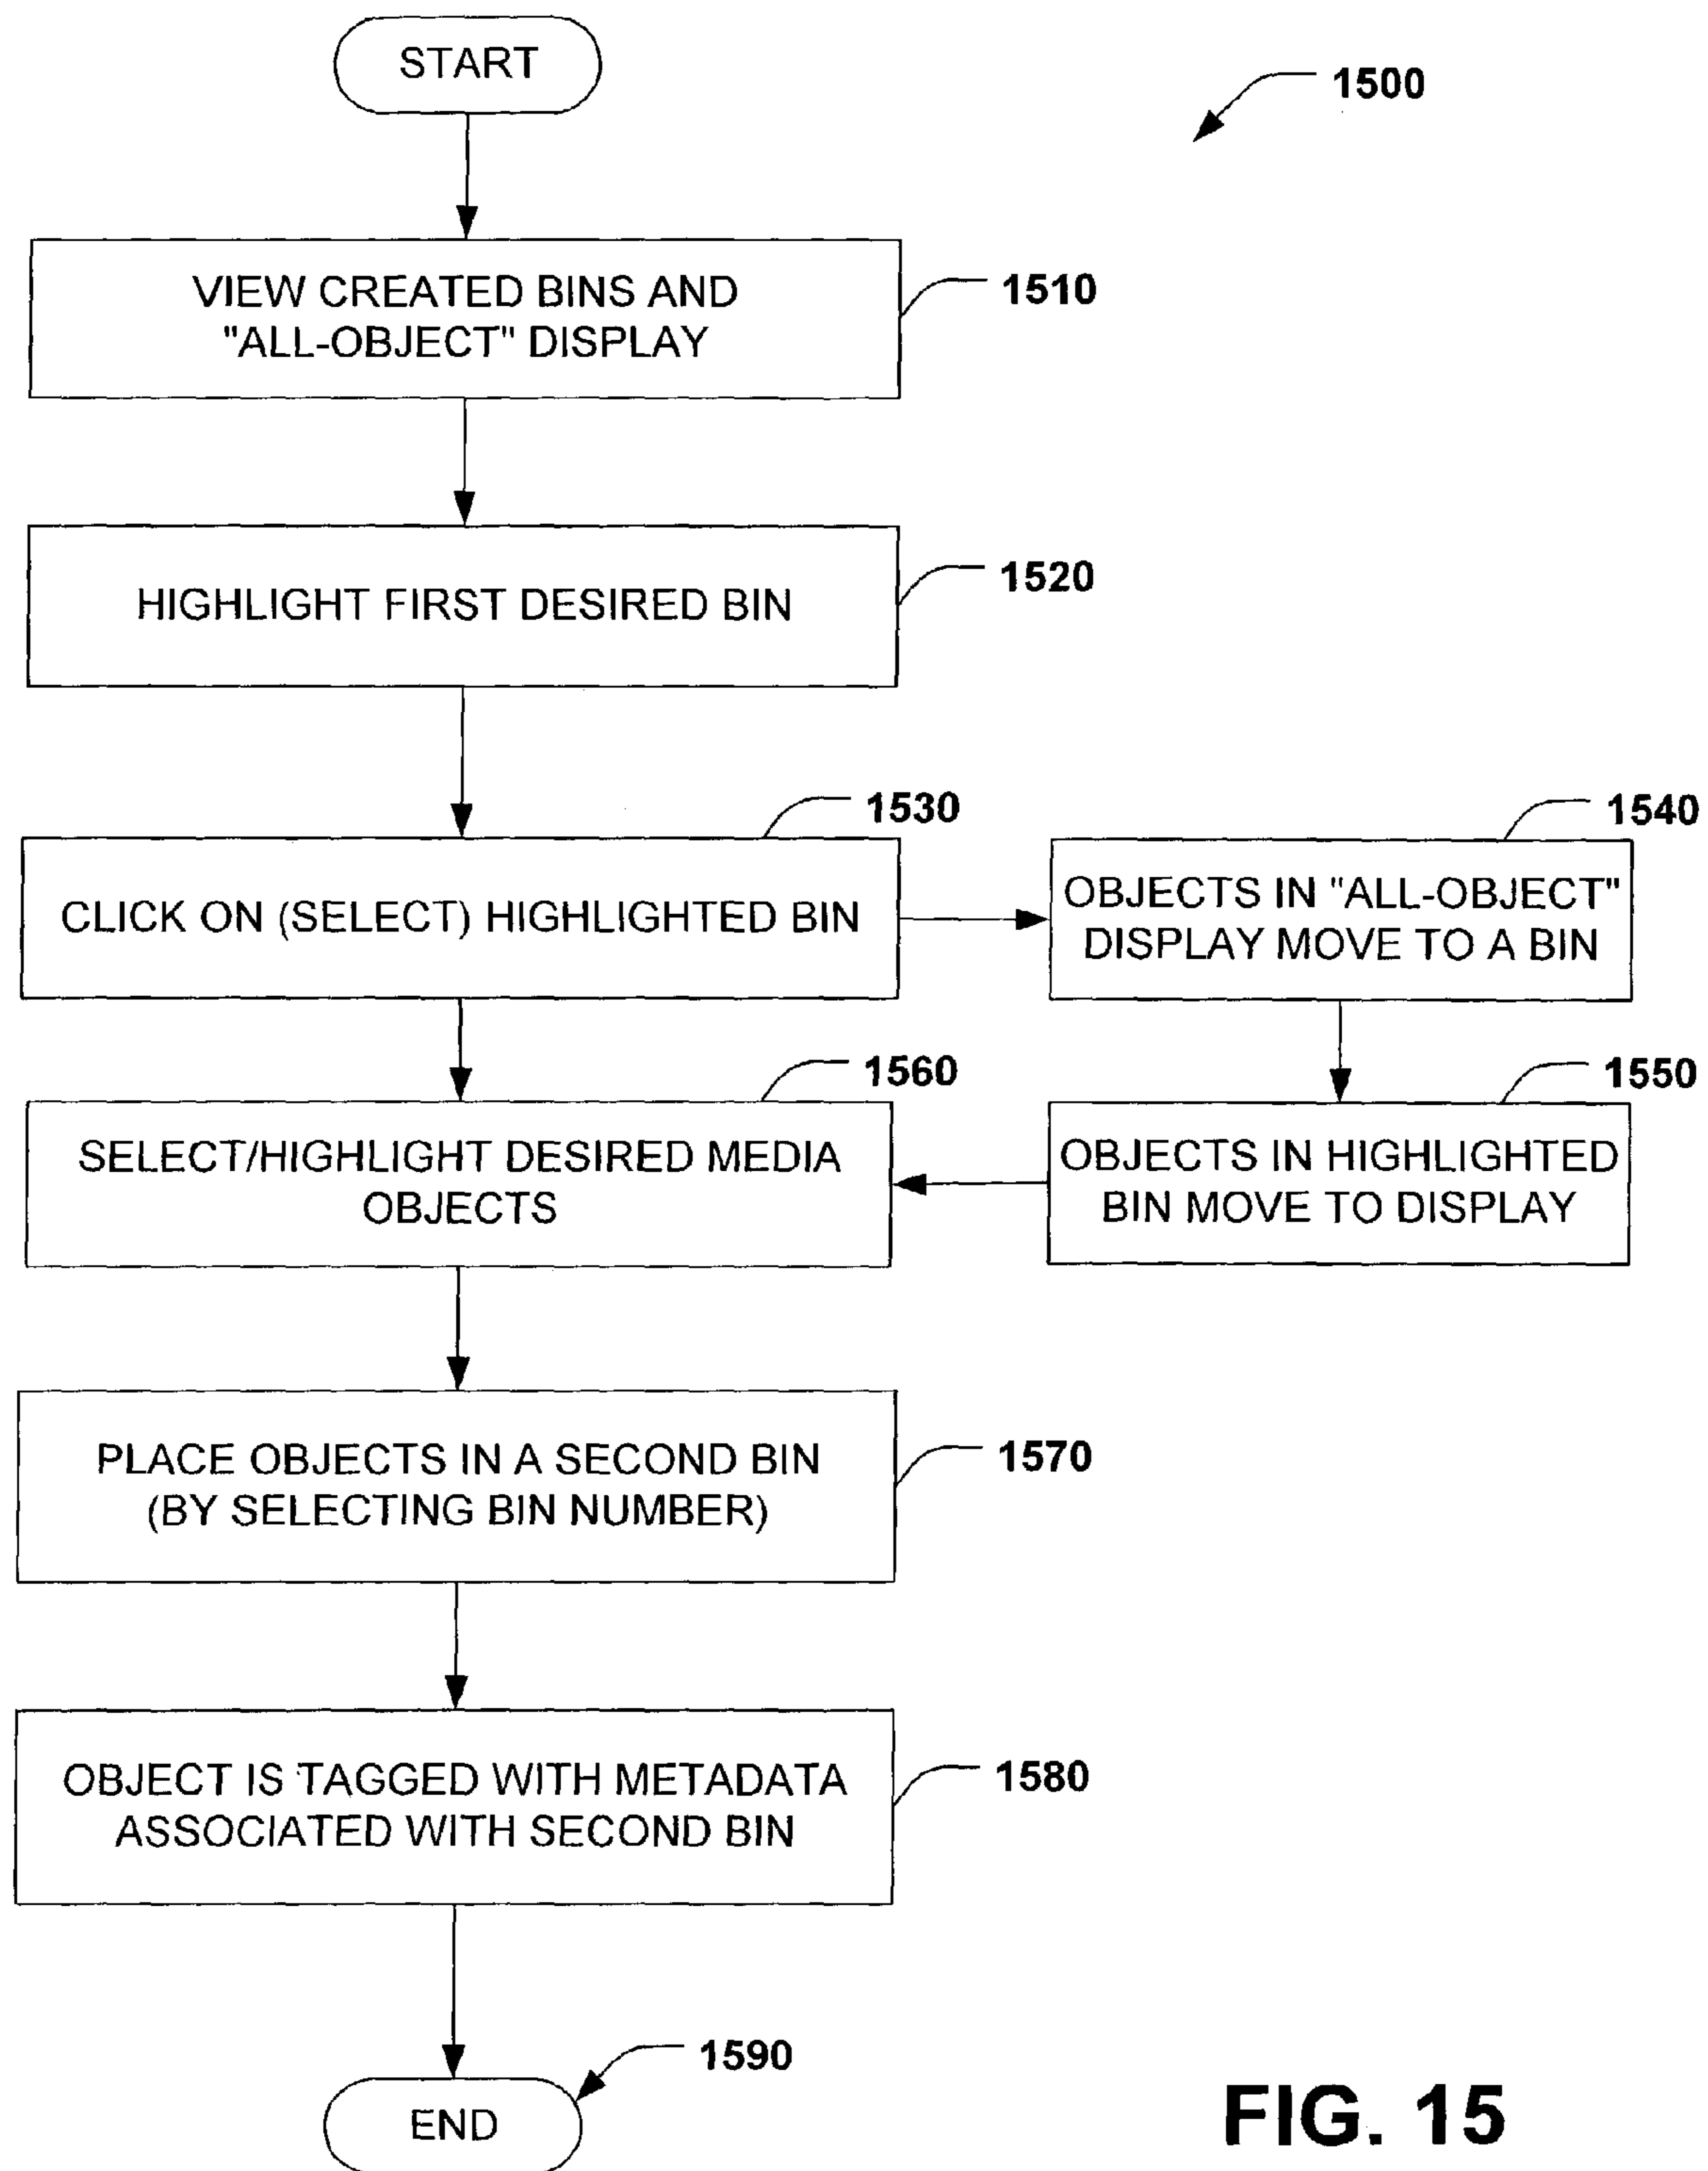 START
1500
VIEW CREATED BINS AND
"ALL-OBJECT" DISPLAY
1510
HIGHLIGHT FIRST DESIRED BIN
1520
1530
CLICK ON (SELECT) HIGHLIGHTED BIN
1540
OBJECTS IN "ALL-OBJECT"
DISPLAY MOVE TO A BIN
1560
SELECT/HIGHLIGHT DESIRED MEDIA
OBJECTS
1550
OBJECTS IN HIGHLIGHTED
BIN MOVE TO DISPLAY
PLACE OBJECTS IN A SECOND BIN
(BY SELECTING BIN NUMBER)
1570
OBJECT IS TAGGED WITH METADATA
ASSOCIATED WITH SECOND BIN
1580
1590
END
FIG. 15